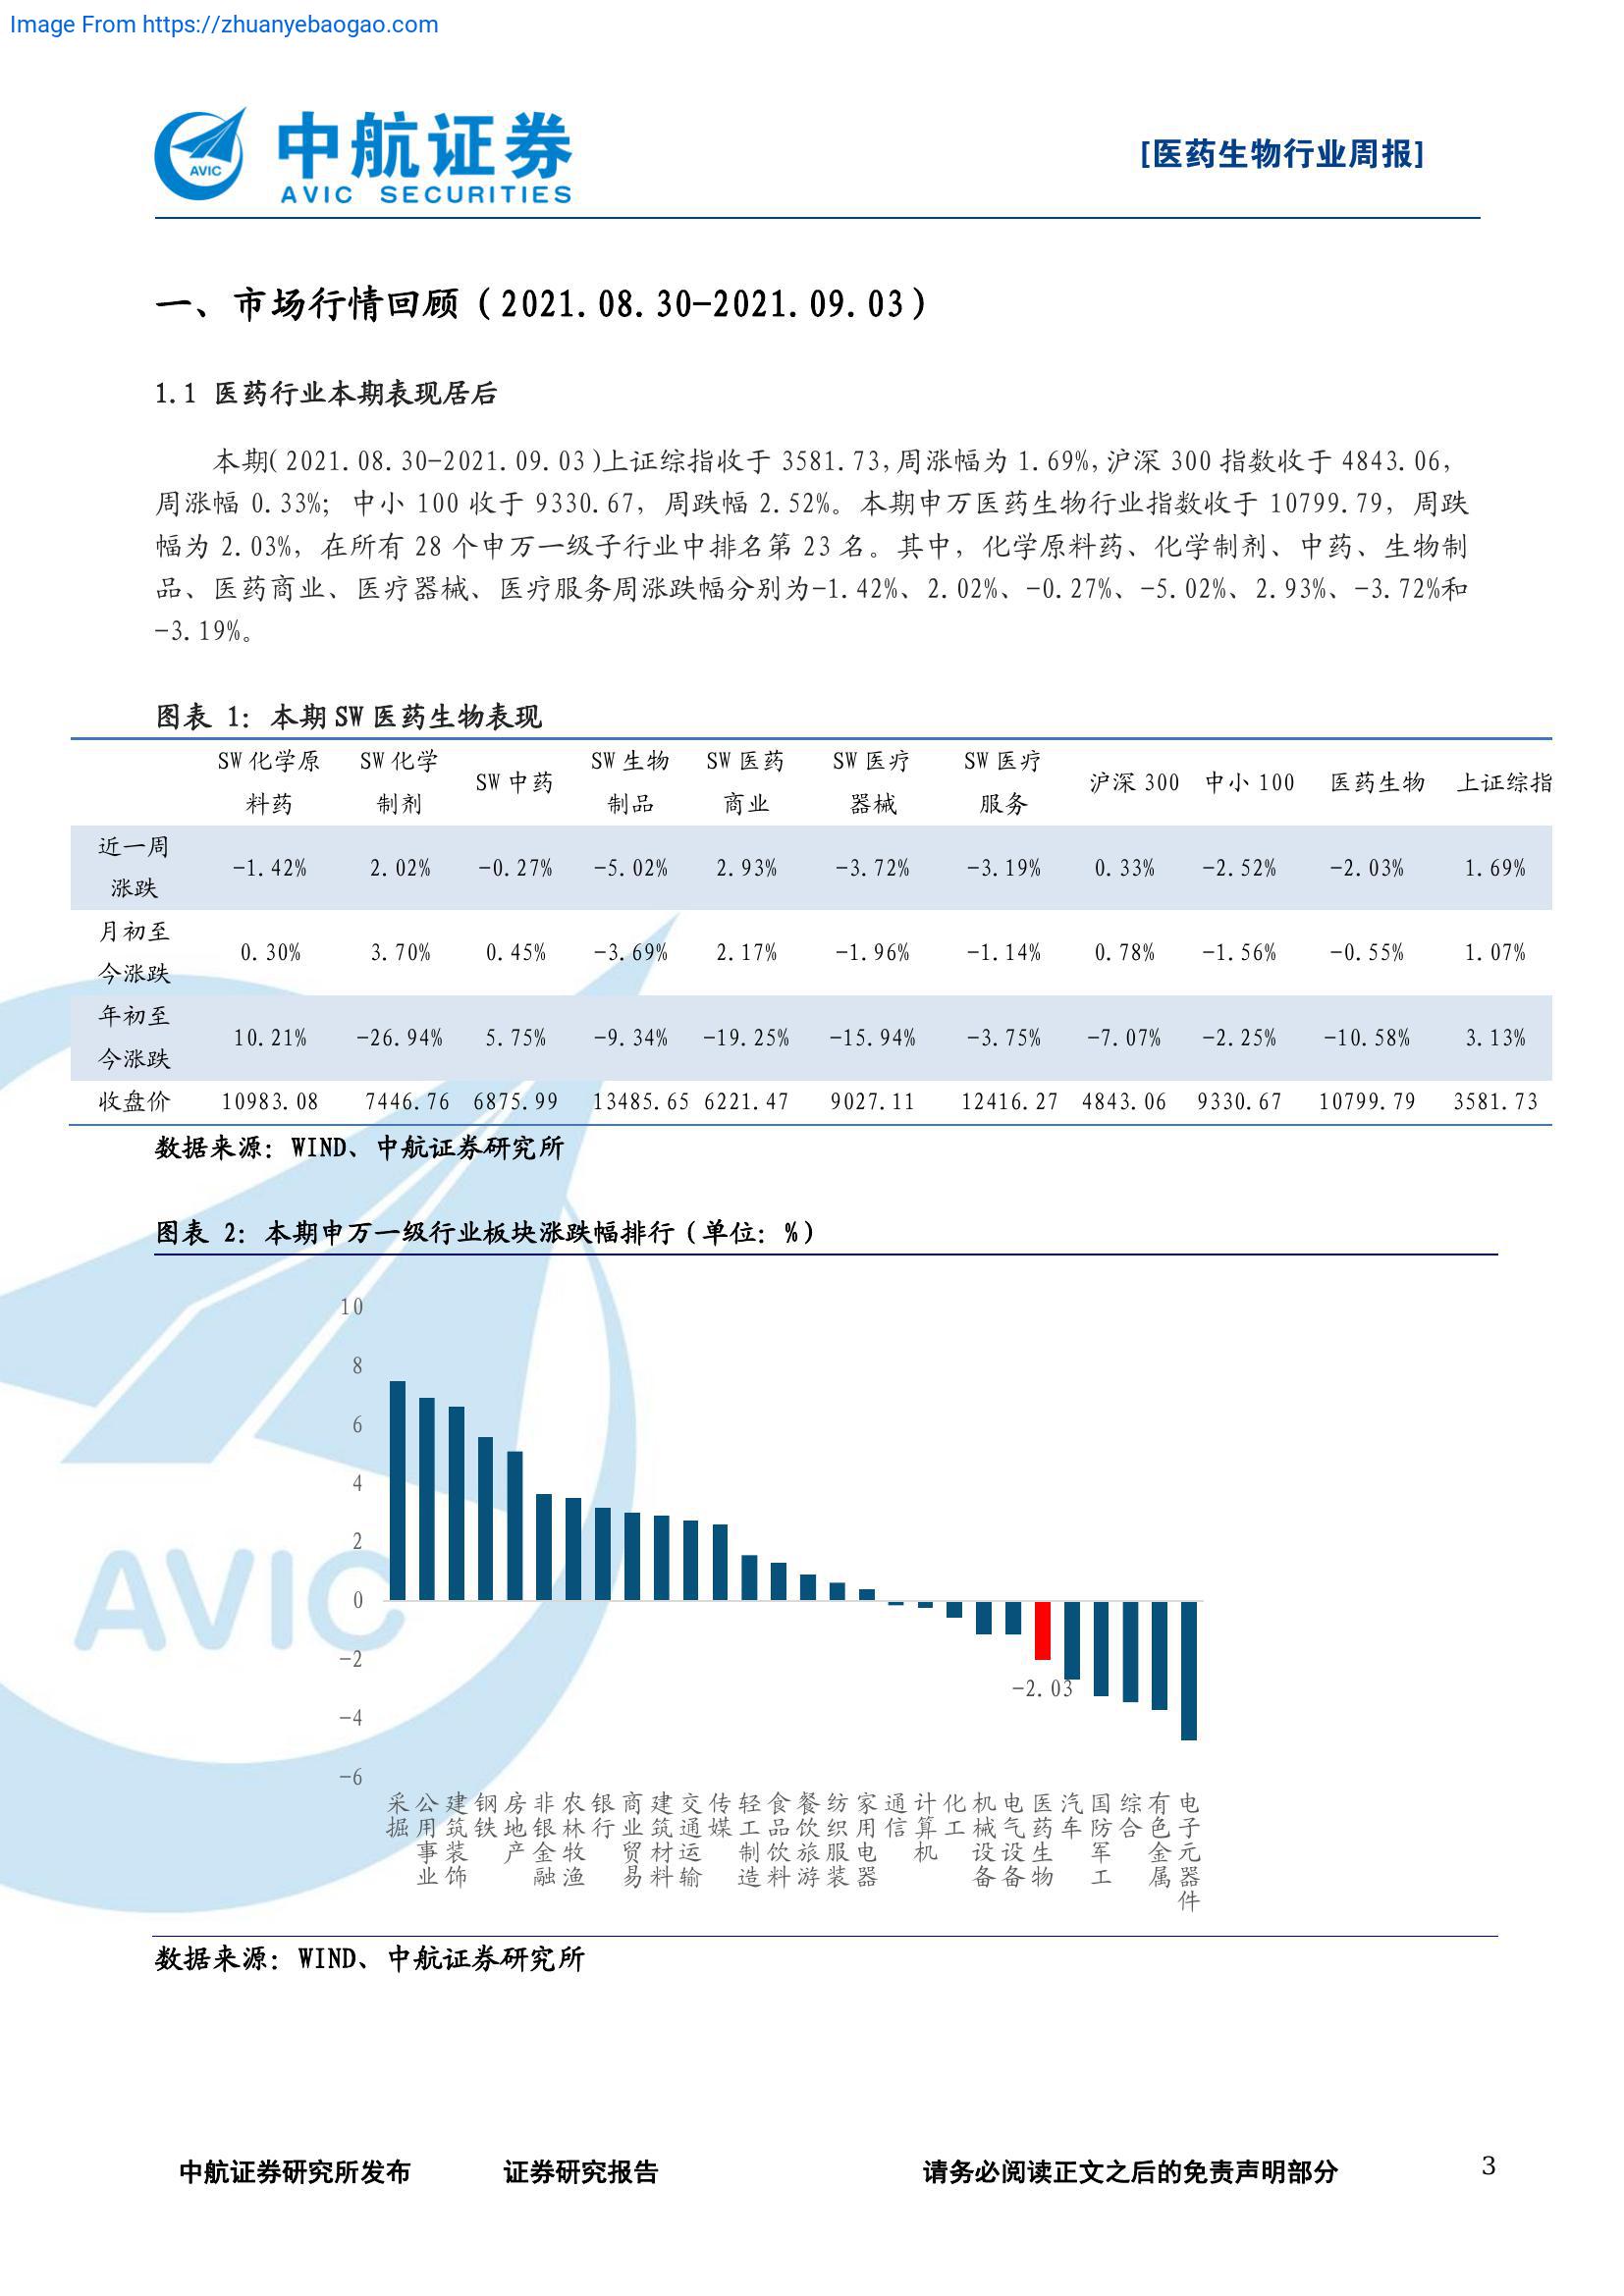 Image From https://zhuanyebaogao.com
AVIC
中航证券
AVIC SECURITIES
[医药生物行业周报]
一、市场行情回顾（2021.08.30-2021.09.03）
1.1 医药行业本期表现居后
本期(2021.08.30-2021.09.03)上证综指收于 3581.73,周涨幅为 1.69%,沪深 300 指数收于 4843.06,
周涨幅 0.33%；中小 100 收于 9330.67，周跌幅 2.52%。本期申万医药生物行业指数收于 10799.79，周跌
幅为 2.03%，在所有 28 个申万一级子行业中排名第 23 名。其中，化学原料药、化学制剂、中药、生物制
品、医药商业、医疗器械、医疗服务周涨跌幅分别为-1.42%、2.02%、-0.27%、-5.02%、2.93%、-3.72%和
-3.19%。
图表 1：本期 SW 医药生物表现
SW 化学原料药 SW 化学制剂 SW 中药 SW 生物制品 SW 医药商业 SW 医疗器械 SW 医疗服务 沪深 300 中小 100 医药生物 上证综指
近一周涨跌 -1.42% 2.02% -0.27% -5.02% 2.93% -3.72% -3.19% 0.33% -2.52% -2.03% 1.69%
月初至今涨跌 0.30% 3.70% 0.45% -3.69% 2.17% -1.96% -1.14% 0.78% -1.56% -0.55% 1.07%
年初至今涨跌 10.21% -26.94% 5.75% -9.34% -19.25% -15.94% -3.75% -7.07% -2.25% -10.58% 3.13%
收盘价 10983.08 7446.76 6875.99 13485.65 6221.47 9027.11 12416.27 4843.06 9330.67 10799.79 3581.73
数据来源：WIND、中航证券研究所
图表 2：本期申万一级行业板块涨跌幅排行（单位：%）
10
8
6
4
2
0
-2
-4
-6
-2.03
采掘 公用事业 建筑装饰 钢铁 房地产 非银金融 农林牧渔 银行 商业贸易 建筑材料 交通运输 传媒 轻工制造 食品饮料 餐饮旅游 纺织服装 家用电器 通信 计算机 化工 机械设备 电气设备 医药生物 汽车 国防军工 综合 有色金属 电子元器件
AVIC
数据来源：WIND、中航证券研究所
中航证券研究所发布 证券研究报告 请务必阅读正文之后的免责声明部分 3